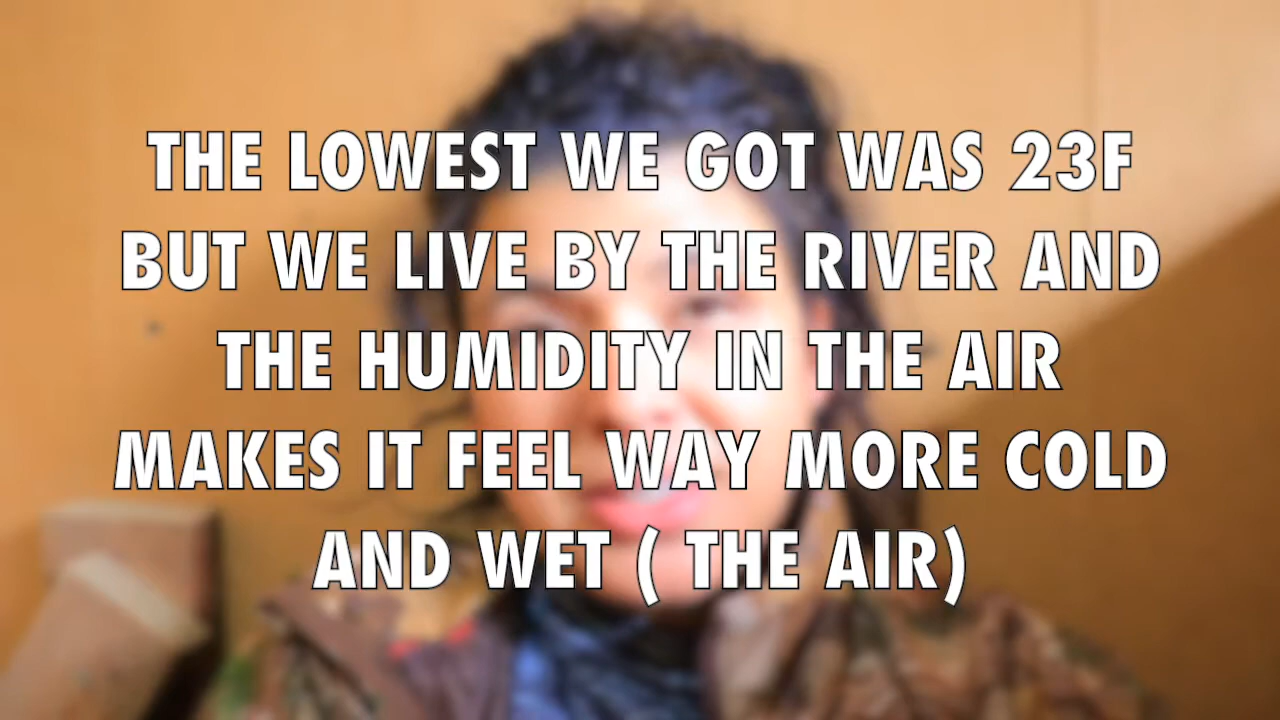 THE LOWEST WE GOT WAS 23F
BUT WE LIVE BY THE RIVER AND
THE HUMIDITY IN THE AIR
MAKES IT FEEL WAY MORE COLD
AND WET ( THE AIR)